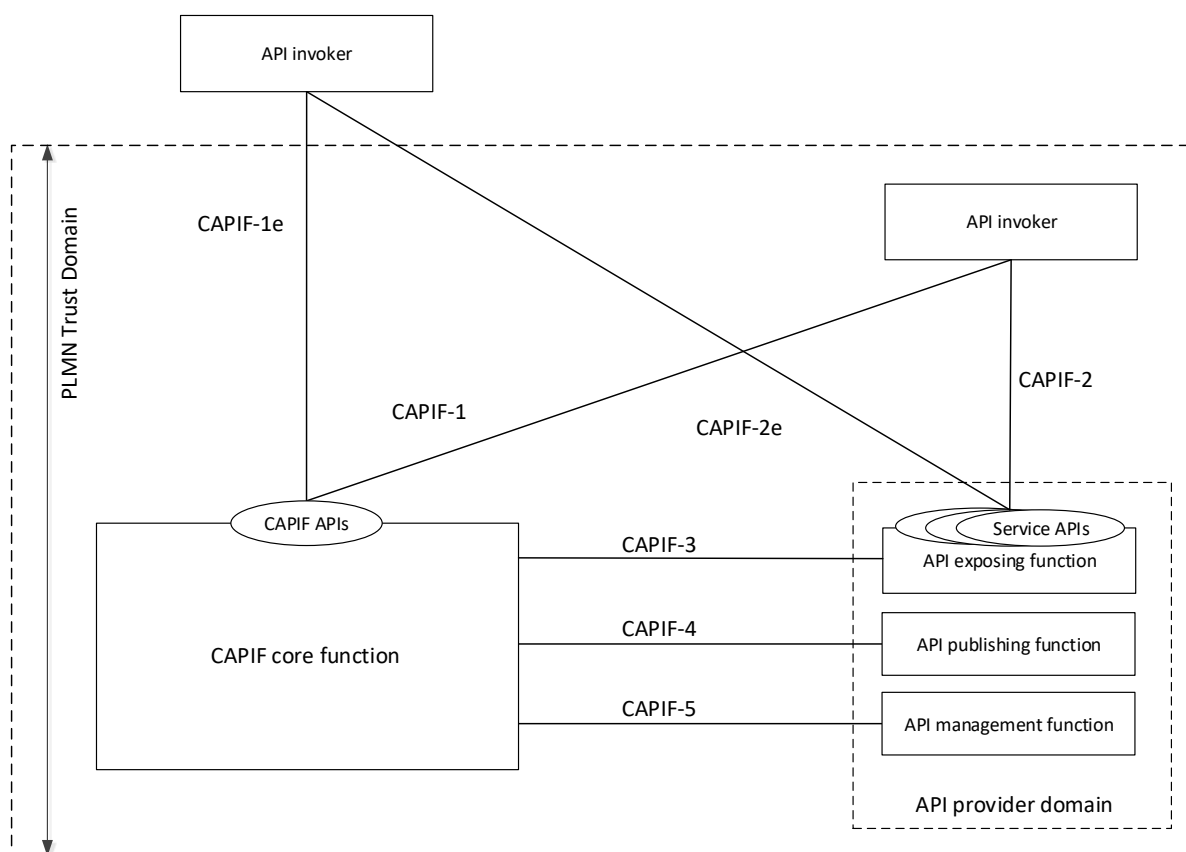 API invoker
PLMN Trust Domain
CAPIF-1e
API invoker
CAPIF-1
CAPIF-2e
CAPIF-2
CAPIF APIs
Service APIs
CAPIF-3
API exposing function
CAPIF core function
CAPIF-4
API publishing function
CAPIF-5
API management function
API provider domain